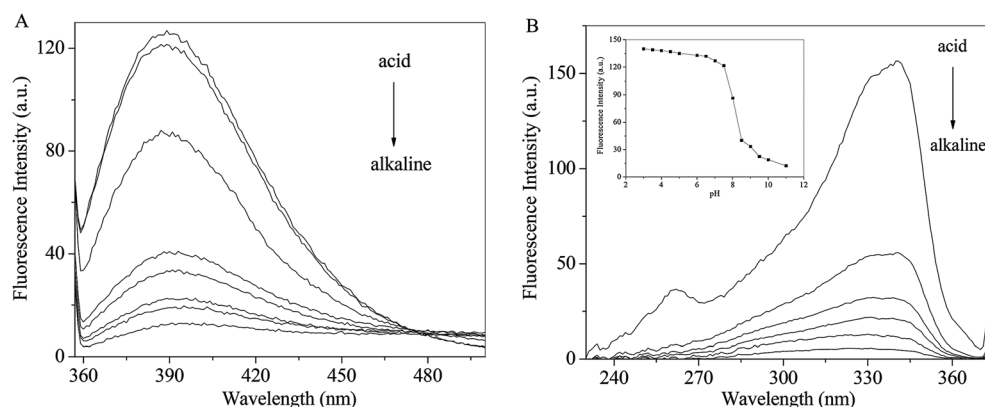 A
Fluorescence Intensity (a.u.)
120
80
40
0
acid
alkaline
360
390
420
450
480
Wavelength (nm)
B
Fluorescence Intensity (a.u.)
150
100
50
0
acid
alkaline
240
270
300
330
360
Wavelength (nm)
Fluorescence Intensity (a.u.)
150
120
90
60
30
0
2
4
6
8
10
12
pH